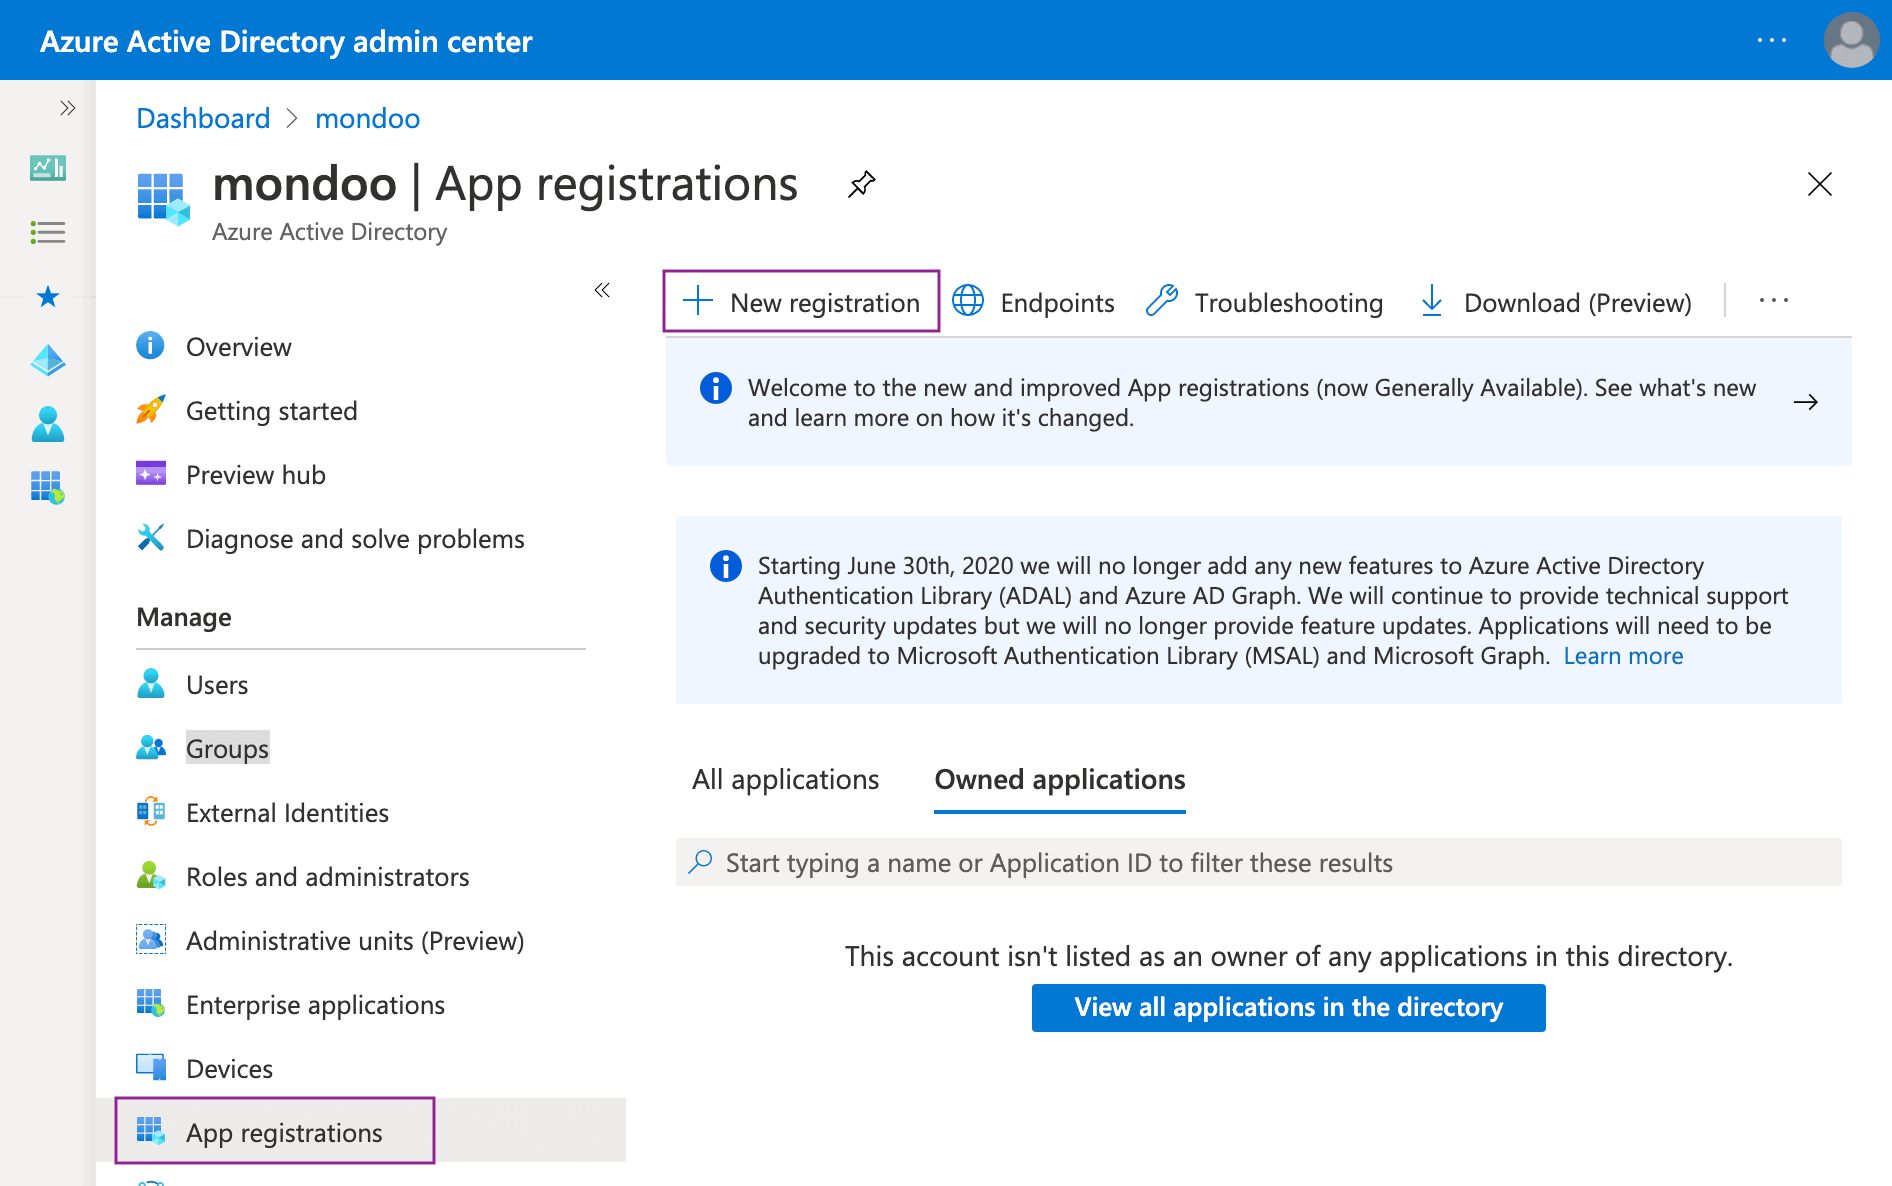 Azure Active Directory admin center
Dashboard > mondoo
mondoo | App registrations
Azure Active Directory
New registration
Endpoints
Troubleshooting
Download (Preview)
Overview
Getting started
Preview hub
Diagnose and solve problems
Manage
Users
Groups
External Identities
Roles and administrators
Administrative units (Preview)
Enterprise applications
Devices
App registrations
Welcome to the new and improved App registrations (now Generally Available). See what's new
and learn more on how it's changed.
Starting June 30th, 2020 we will no longer add any new features to Azure Active Directory
Authentication Library (ADAL) and Azure AD Graph. We will continue to provide technical support
and security updates but we will no longer provide feature updates. Applications will need to be
upgraded to Microsoft Authentication Library (MSAL) and Microsoft Graph. Learn more
All applications
Owned applications
Start typing a name or Application ID to filter these results
This account isn't listed as an owner of any applications in this directory.
View all applications in the directory